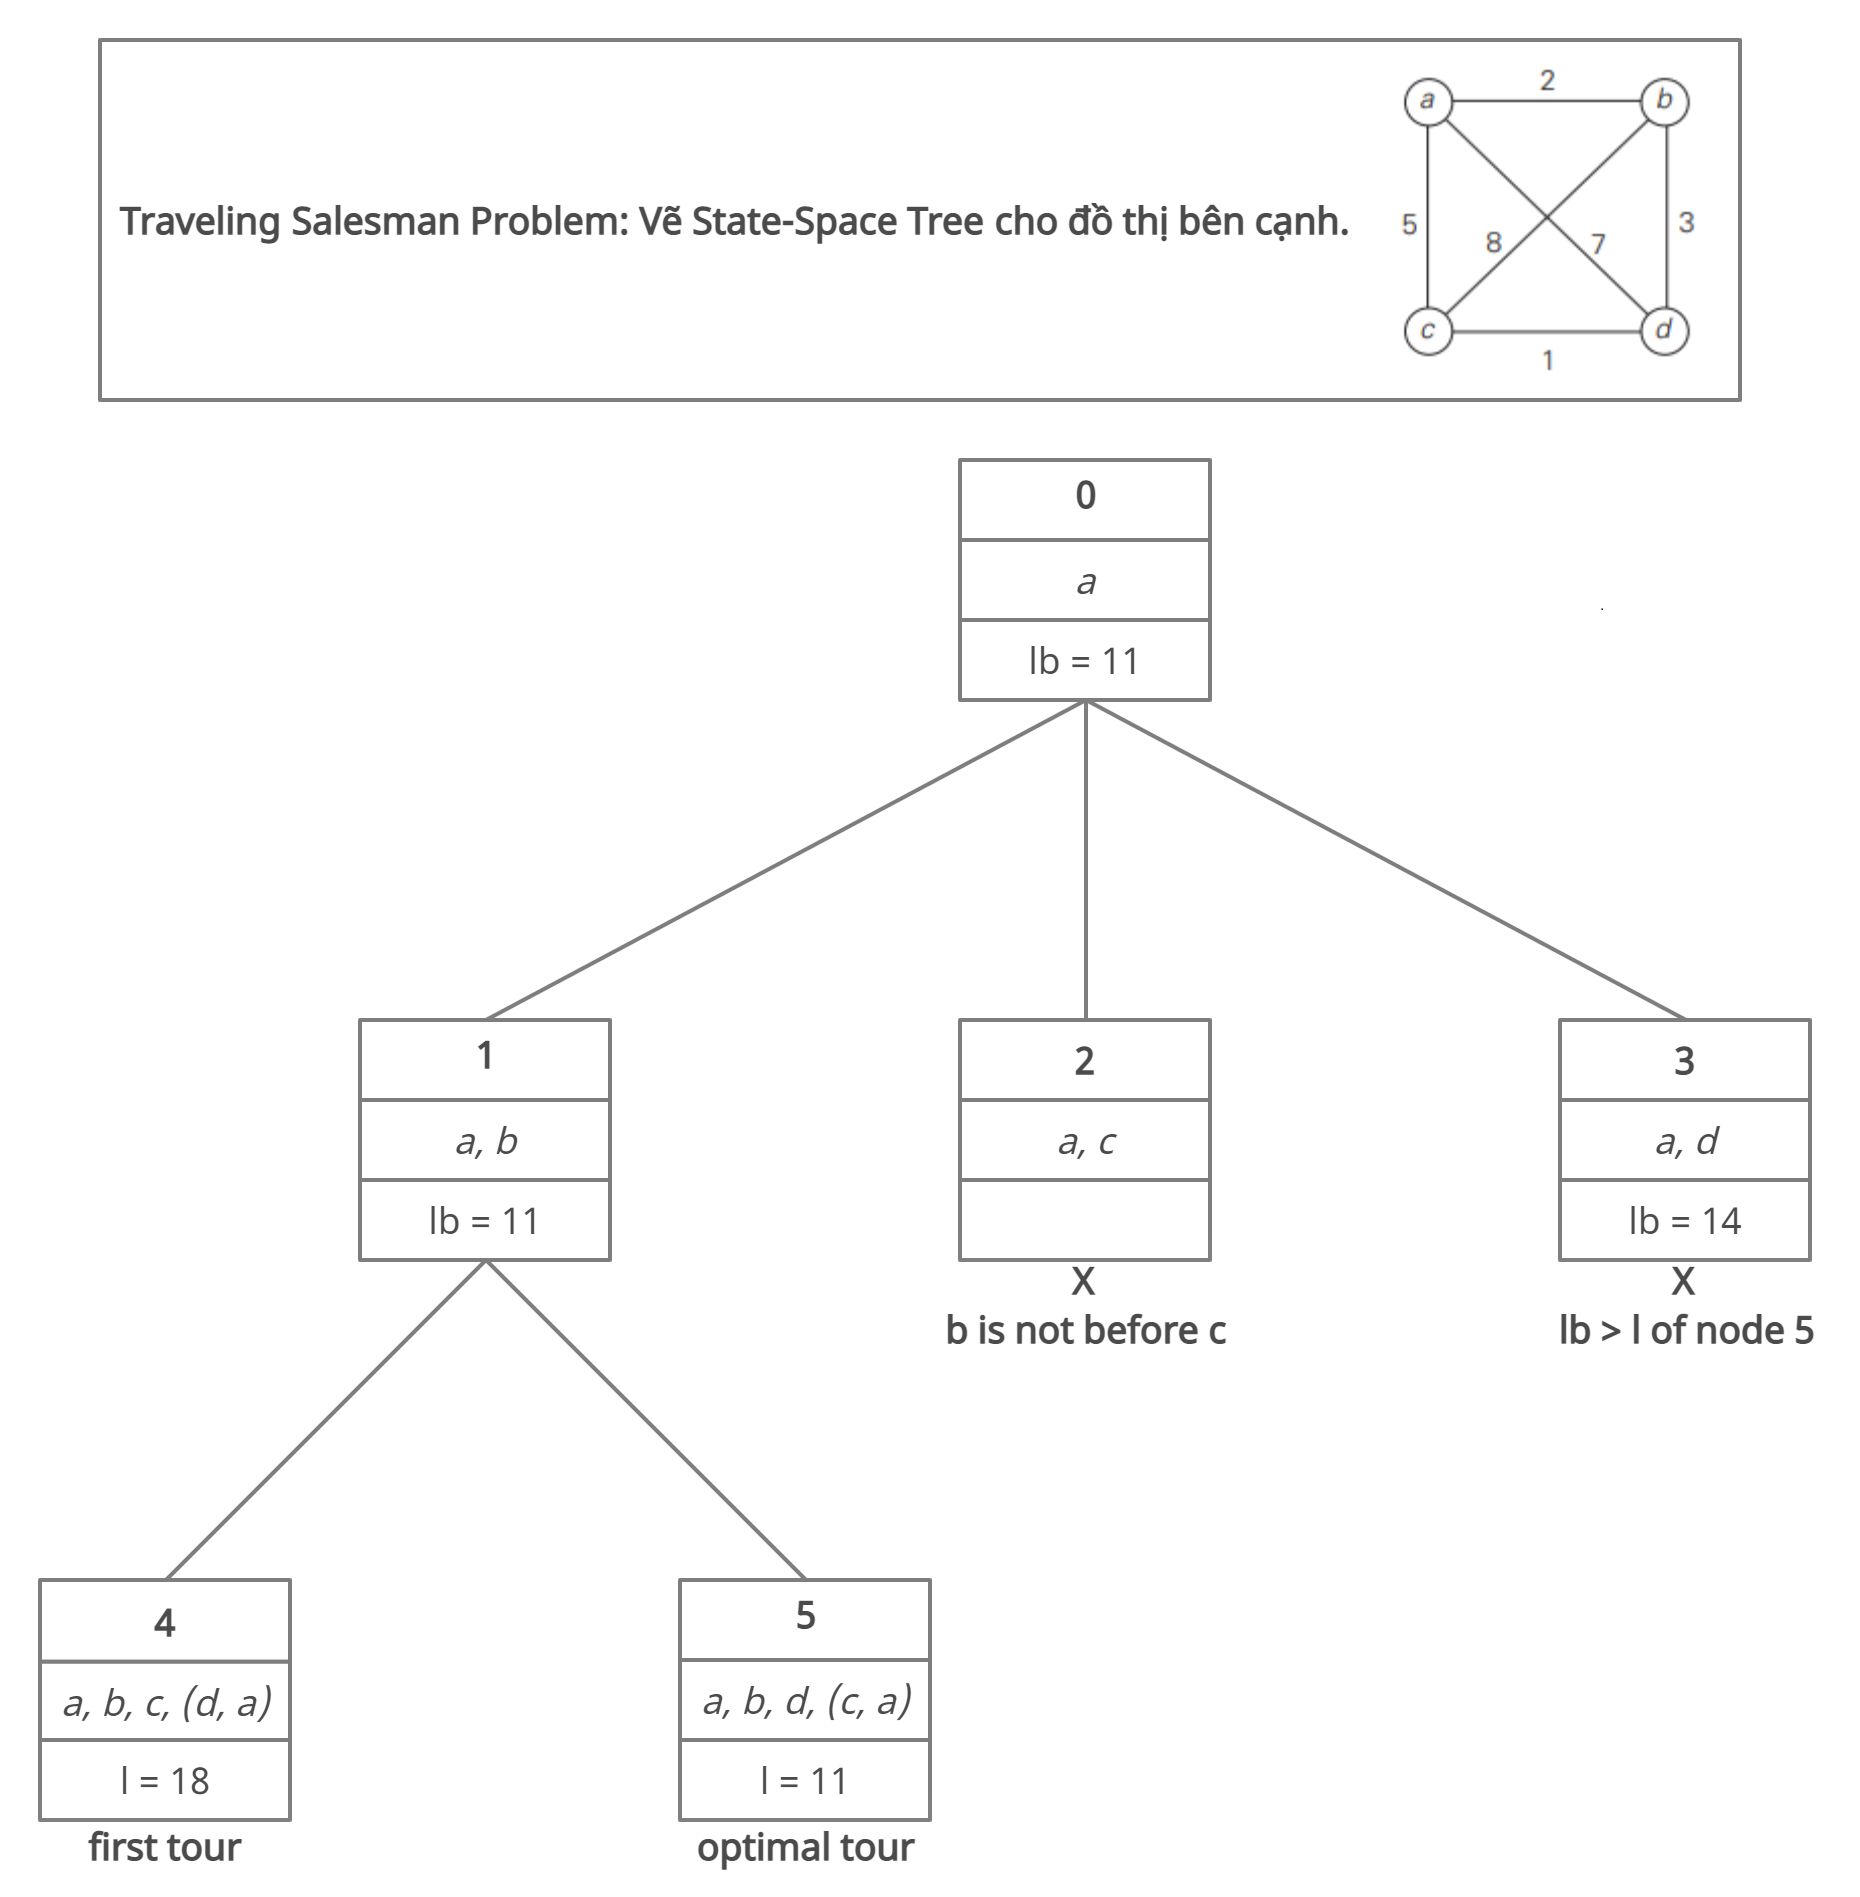 Traveling Salesman Problem: Vẽ State-Space Tree cho đồ thị bên cạnh.
a
2
b
5
8
7
3
c
1
d
0
a
lb = 11
1
a, b
lb = 11
2
a, c
X
b is not before c
3
a, d
lb = 14
X
lb > l of node 5
4
a, b, c, (d, a)
l = 18
first tour
5
a, b, d, (c, a)
l = 11
optimal tour